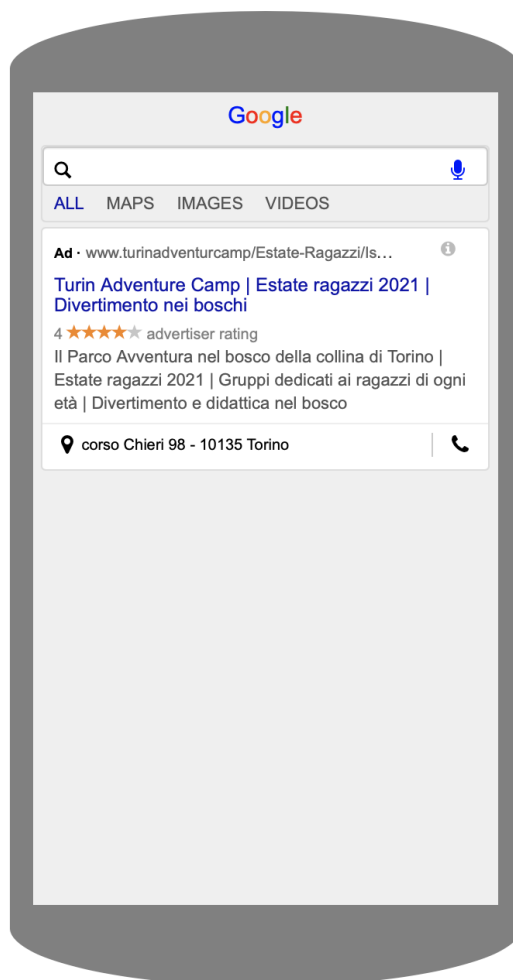 Google
ALL MAPS IMAGES VIDEOS
Ad · www.turinadventurcamp/Estate-Ragazzi/Is...
Turin Adventure Camp | Estate ragazzi 2021 |
Divertimento nei boschi
4 ★★★★★ advertiser rating
Il Parco Avventura nel bosco della collina di Torino |
Estate ragazzi 2021 | Gruppi dedicati ai ragazzi di ogni
età | Divertimento e didattica nel bosco
corso Chieri 98 - 10135 Torino